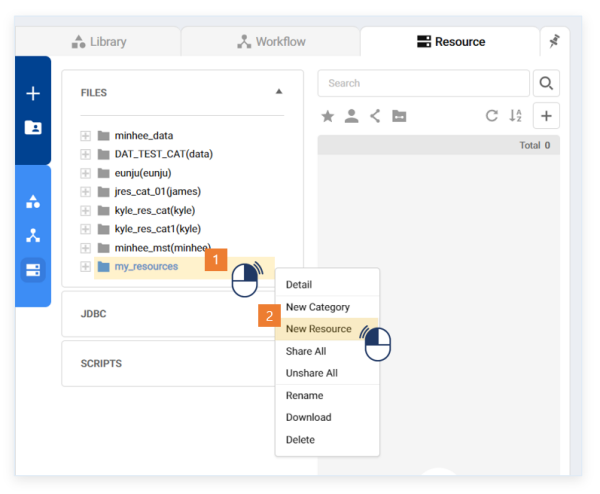 Library
Workflow
Resource
FILES
minhee_data
DAT_TEST_CAT(data)
eunju(eunju)
jres_cat_01(james)
kyle_res_cat(kyle)
kyle_res_cat1(kyle)
minhee_mst(minhee)
my_resources
1
JDBC
SCRIPTS
Search
Total 0
Detail
New Category
2
New Resource
Share All
Unshare All
Rename
Download
Delete